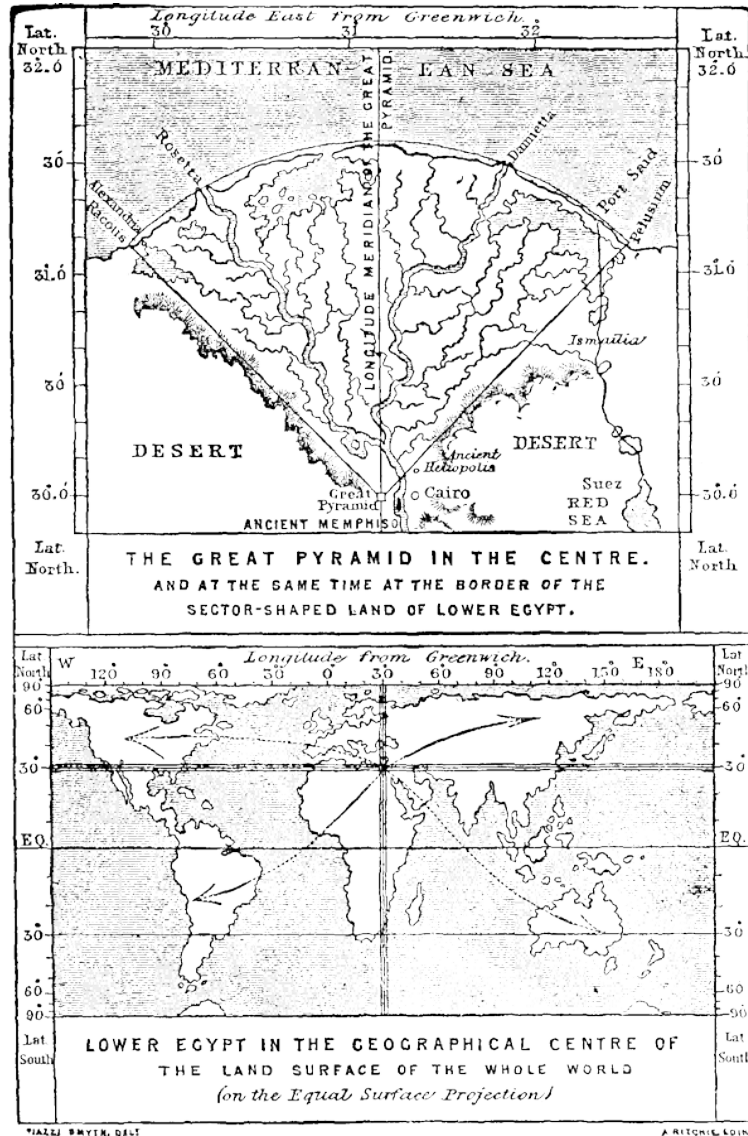 Longitude East from Greenwich.
Lat. North
30° 31° 32°
Lat. North.
32.0
MEDITERRANEAN SEA
32.0
LONGITUDE MERIDIAN OF THE GREAT PYRAMID.
Rosetta
Damietta
Port Said
Pelusium
Alexandria
Racotis
30
30
31.0
31.0
Ismailia
30
30
DESERT
DESERT
Ancient Heliopolis
Great Pyramid
Cairo
Suez
RED SEA
30.0
30.0
ANCIENT MEMPHIS
Lat. North.
Lat North
THE GREAT PYRAMID IN THE CENTRE.
AND AT THE SAME TIME AT THE BORDER OF THE
SECTOR-SHAPED LAND OF LOWER EGYPT.
Lat North
W Longitude from Greenwich. E
Lat North
120° 90° 60° 30° 0 30° 60° 90° 120° 150° 180°
90 90
60 60
30° 30°
EQ. EQ.
30° 30°
60 60
90 90
Lat South
Lat South
LOWER EGYPT IN THE GEOGRAPHICAL CENTRE OF
THE LAND SURFACE OF THE WHOLE WORLD
(on the Equal Surface Projection)
PIAZZI SMYTH, DELT
A. RITCHIE, EDIN